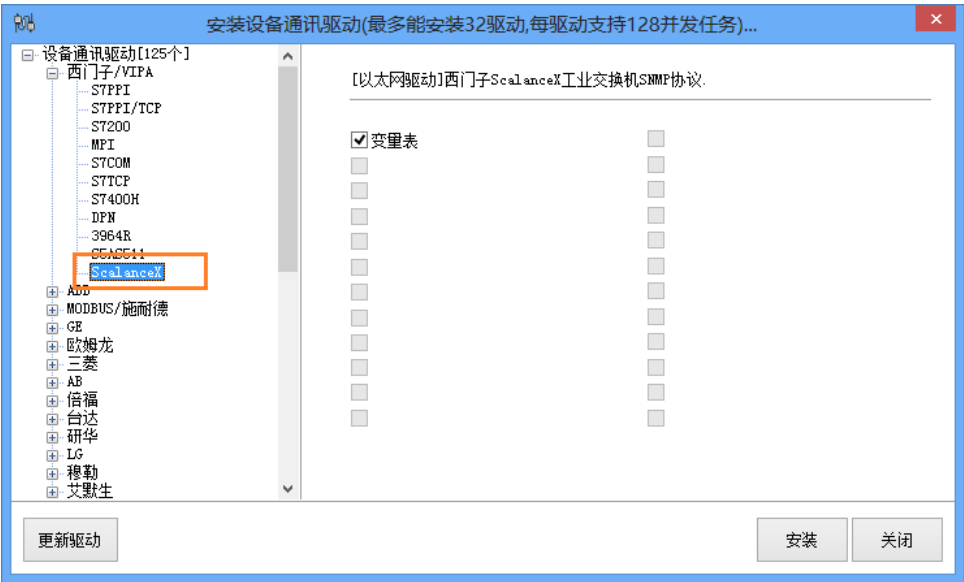 安装设备通讯驱动(最多能安装32驱动,每驱动支持128并发任务)...
设备通讯驱动[125个]
西门子/VIPA
S7PPI
S7PPI/TCP
S7200
MPI
S7COM
S7TCP
S7400H
DPN
3964R
S5AS511
ScalanceX
ABB
MODBUS/施耐德
GE
欧姆龙
三菱
AB
倍福
台达
研华
LG
穆勒
艾默生
[以太网驱动]西门子ScalanceX工业交换机SNMP协议.
变量表
更新驱动
安装
关闭